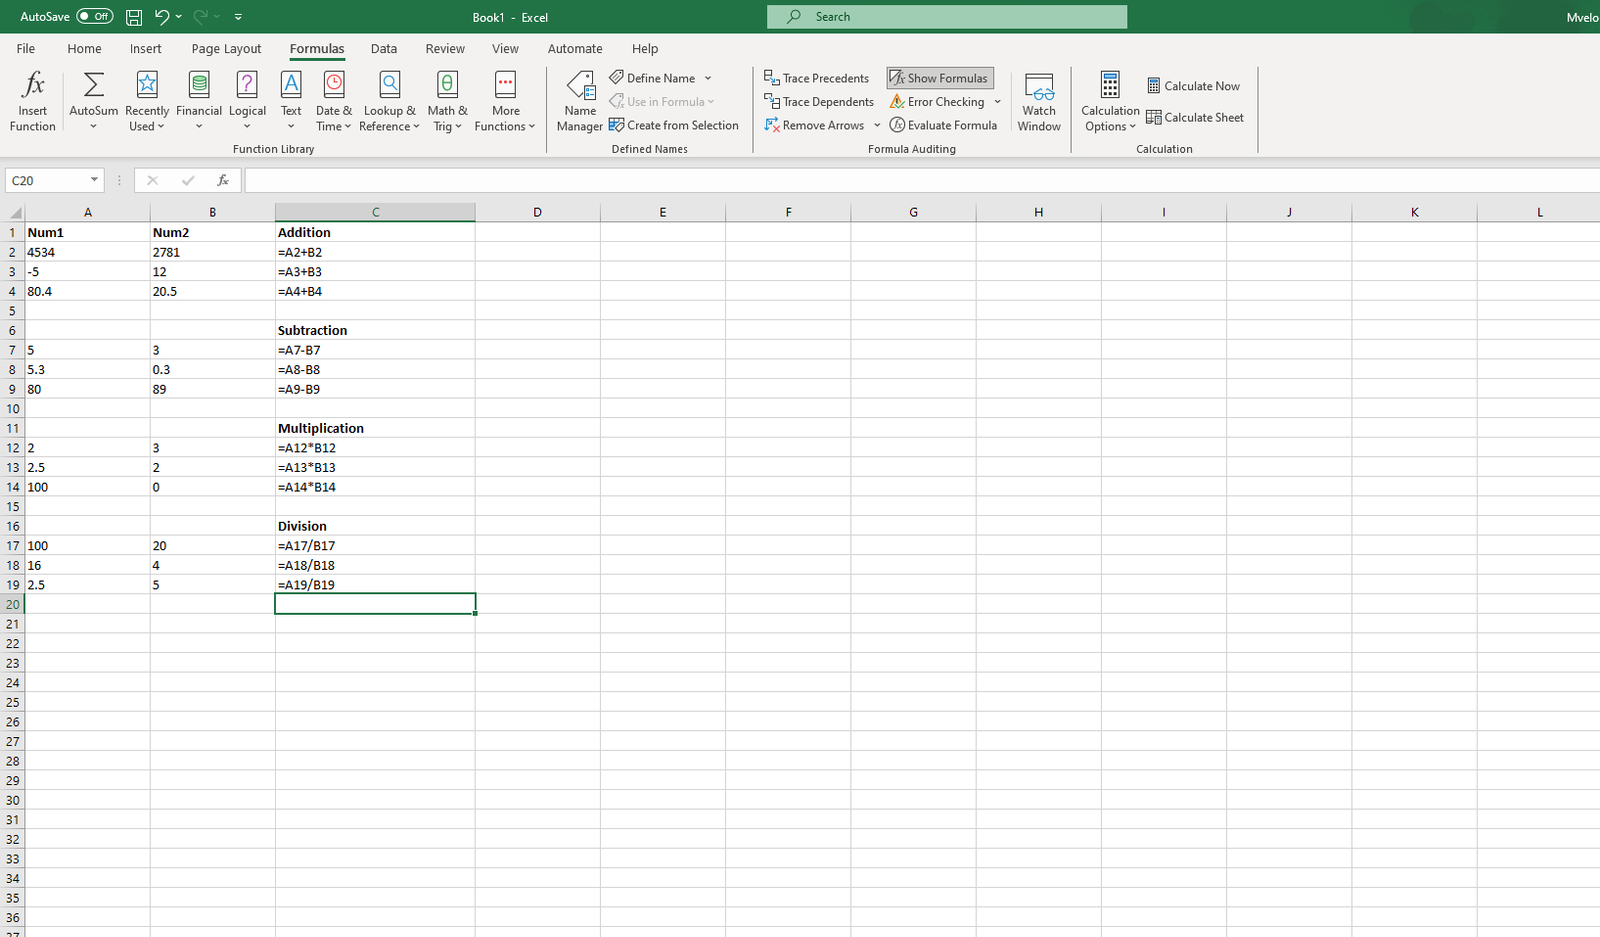 AutoSave Off Book1 - Excel Search Mvelo
File Home Insert Page Layout Formulas Data Review View Automate Help
fx Insert Function
AutoSum
Recently Used
Financial
Logical
Text
Date & Time
Lookup & Reference
Math & Trig
More Functions
Function Library
Name Manager
Define Name
Use in Formula
Create from Selection
Defined Names
Trace Precedents
Trace Dependents
Remove Arrows
Show Formulas
Error Checking
Evaluate Formula
Formula Auditing
Watch Window
Calculation Options
Calculate Now
Calculate Sheet
Calculation
C20 fx
A B C D E F G H I J K L
1 Num1 Num2 Addition
2 4534 2781 =A2+B2
3 -5 12 =A3+B3
4 80.4 20.5 =A4+B4
5
6 Subtraction
7 5 3 =A7-B7
8 5.3 0.3 =A8-B8
9 80 89 =A9-B9
10
11 Multiplication
12 2 3 =A12*B12
13 2.5 2 =A13*B13
14 100 0 =A14*B14
15
16 Division
17 100 20 =A17/B17
18 16 4 =A18/B18
19 2.5 5 =A19/B19
20
21
22
23
24
25
26
27
28
29
30
31
32
33
34
35
36
37